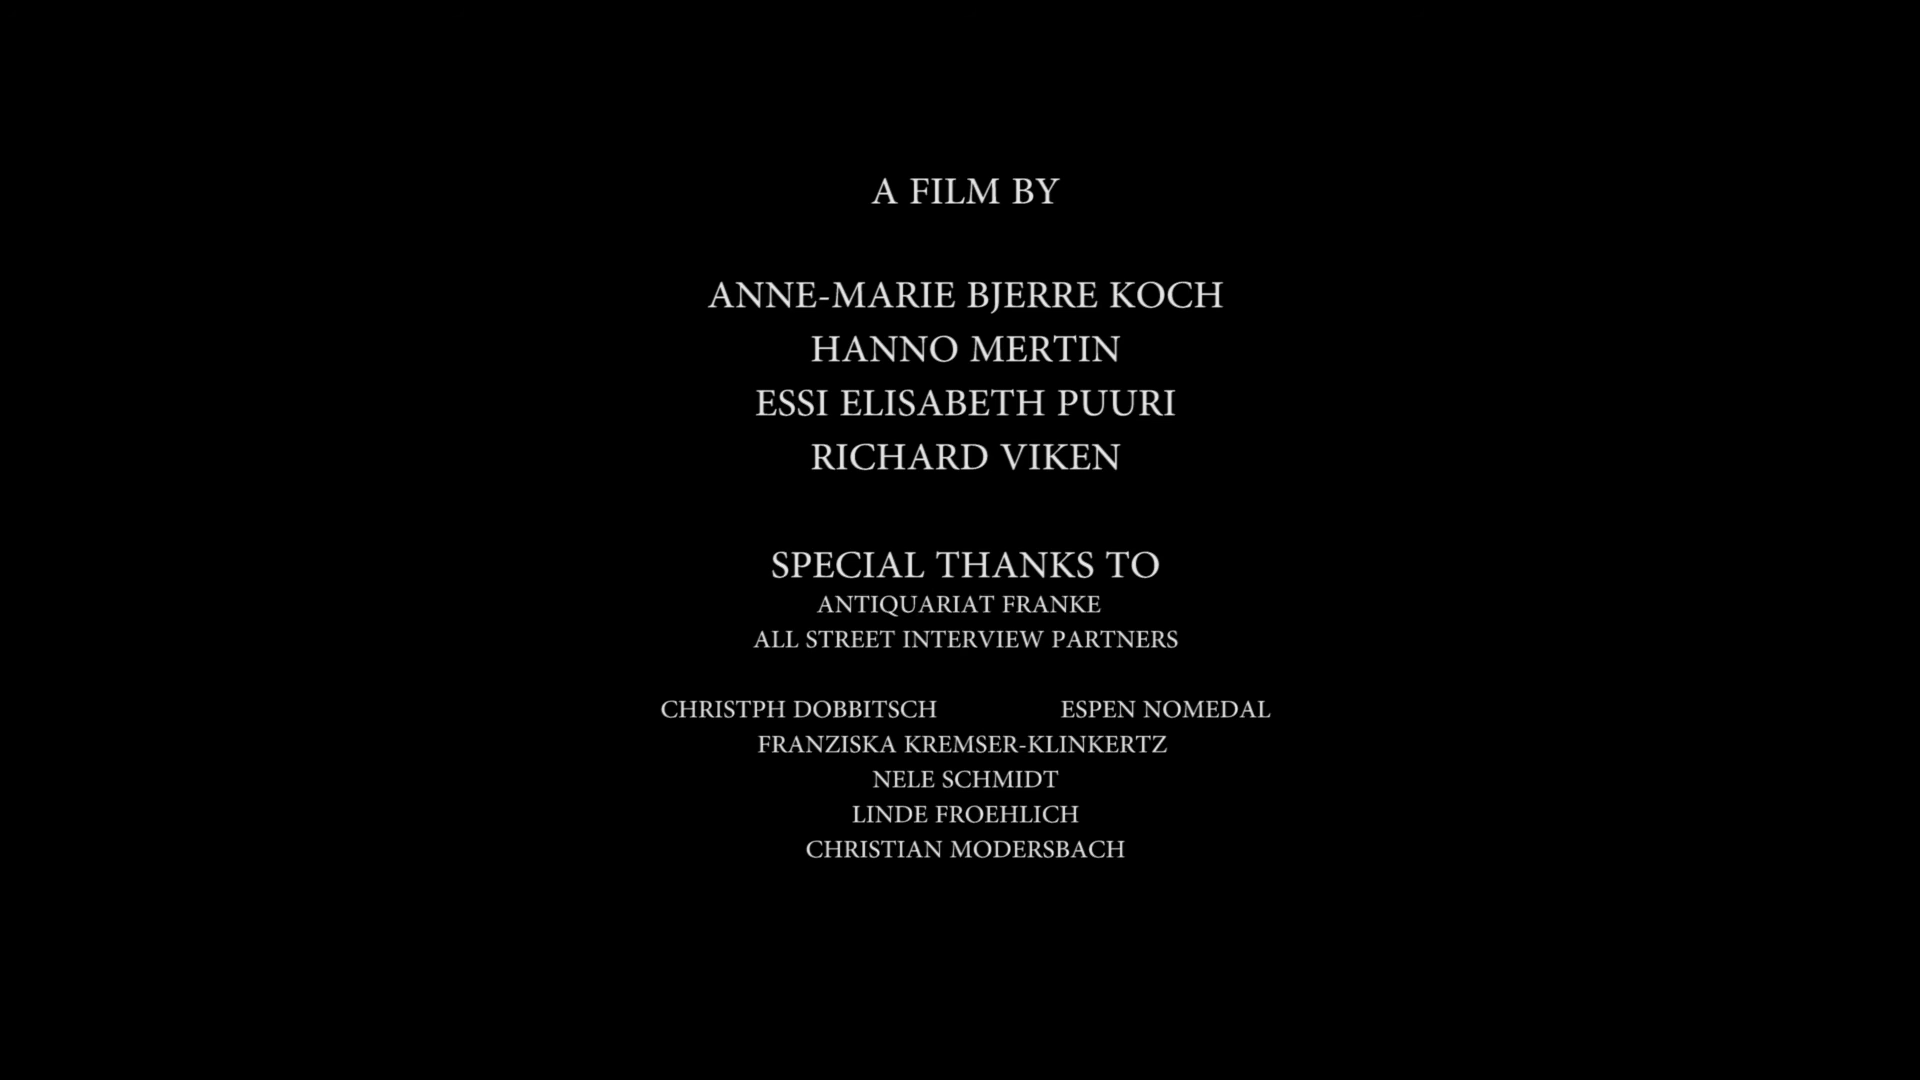 A FILM BY
ANNE-MARIE BJERRE KOCH
HANNO MERTIN
ESSI ELISABETH PUURI
RICHARD VIKEN
SPECIAL THANKS TO
ANTIQUARIAT FRANKE
ALL STREET INTERVIEW PARTNERS
CHRISTPH DOBBITSCH ESPEN NOMEDAL
FRANZISKA KREMSER-KLINKERTZ
NELE SCHMIDT
LINDE FROEHLICH
CHRISTIAN MODERSBACH